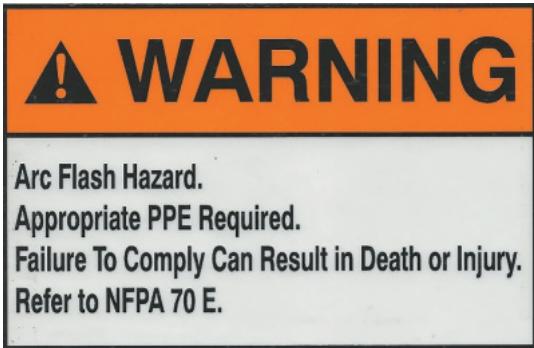 WARNING
Arc Flash Hazard.
Appropriate PPE Required.
Failure To Comply Can Result in Death or Injury.
Refer to NFPA 70 E.